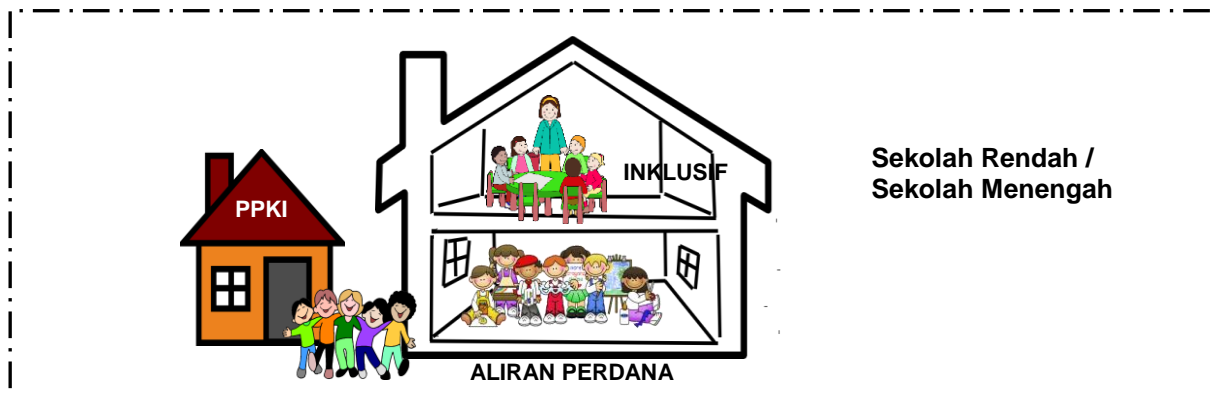 INKLUSIF
Sekolah Rendah /
Sekolah Menengah
PPKI
ALIRAN PERDANA